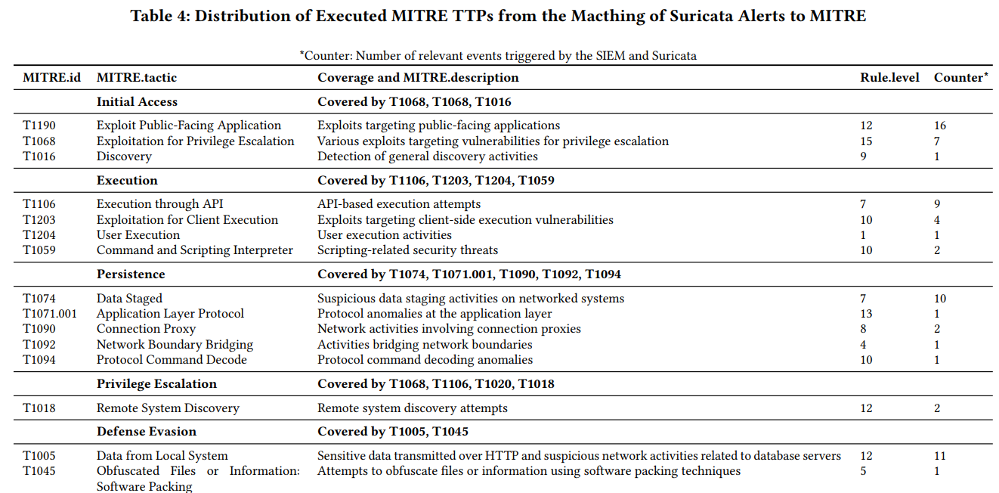 Table 4: Distribution of Executed MITRE TTPs from the Macthing of Suricata Alerts to MITRE
*Counter: Number of relevant events triggered by the SIEM and Suricata
MITRE.id MITRE.tactic Coverage and MITRE.description Rule.level Counter*
Initial Access Covered by T1068, T1068, T1016
T1190 Exploit Public-Facing Application Exploits targeting public-facing applications 12 16
T1068 Exploitation for Privilege Escalation Various exploits targeting vulnerabilities for privilege escalation 15 7
T1016 Discovery Detection of general discovery activities 9 1
Execution Covered by T1106, T1203, T1204, T1059
T1106 Execution through API API-based execution attempts 7 9
T1203 Exploitation for Client Execution Exploits targeting client-side execution vulnerabilities 10 4
T1204 User Execution User execution activities 1 1
T1059 Command and Scripting Interpreter Scripting-related security threats 10 2
Persistence Covered by T1074, T1071.001, T1090, T1092, T1094
T1074 Data Staged Suspicious data staging activities on networked systems 7 10
T1071.001 Application Layer Protocol Protocol anomalies at the application layer 13 1
T1090 Connection Proxy Network activities involving connection proxies 8 2
T1092 Network Boundary Bridging Activities bridging network boundaries 4 1
T1094 Protocol Command Decode Protocol command decoding anomalies 10 1
Privilege Escalation Covered by T1068, T1106, T1020, T1018
T1018 Remote System Discovery Remote system discovery attempts 12 2
Defense Evasion Covered by T1005, T1045
T1005 Data from Local System Sensitive data transmitted over HTTP and suspicious network activities related to database servers 12 11
T1045 Obfuscated Files or Information: Attempts to obfuscate files or information using software packing techniques 5 1
Software Packing